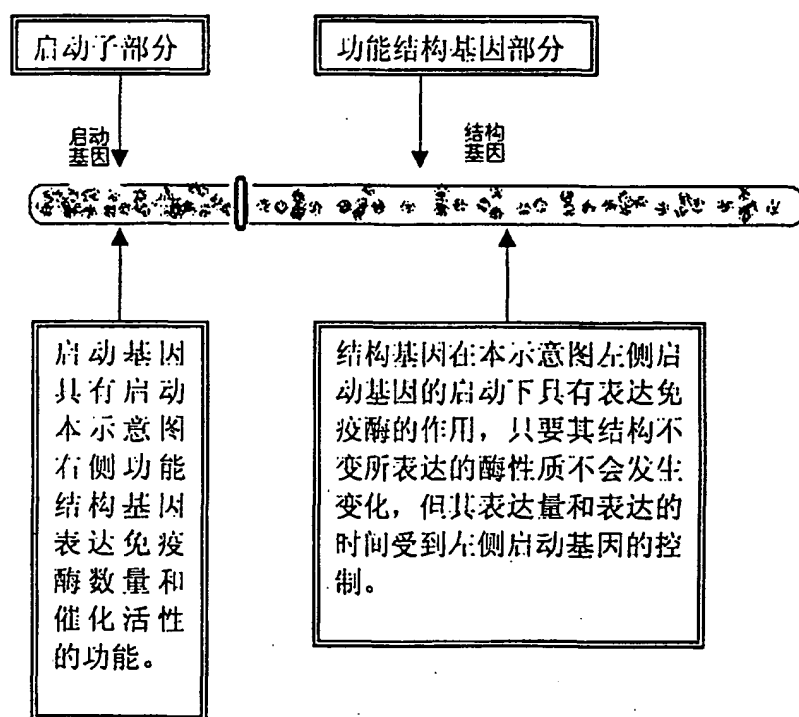 启动子部分
功能结构基因部分
启动
基因
结构
基因
启动基因
具有启动
本示意图
右侧功能
结构基因
表达免疫
酶数量和
催化活性
的功能。
结构基因在本示意图左侧启
动基因的启动下具有表达免
疫酶的作用，只要其结构不
变所表达的酶性质不会发生
变化，但其表达量和表达的
时间受到左侧启动基因的控
制。